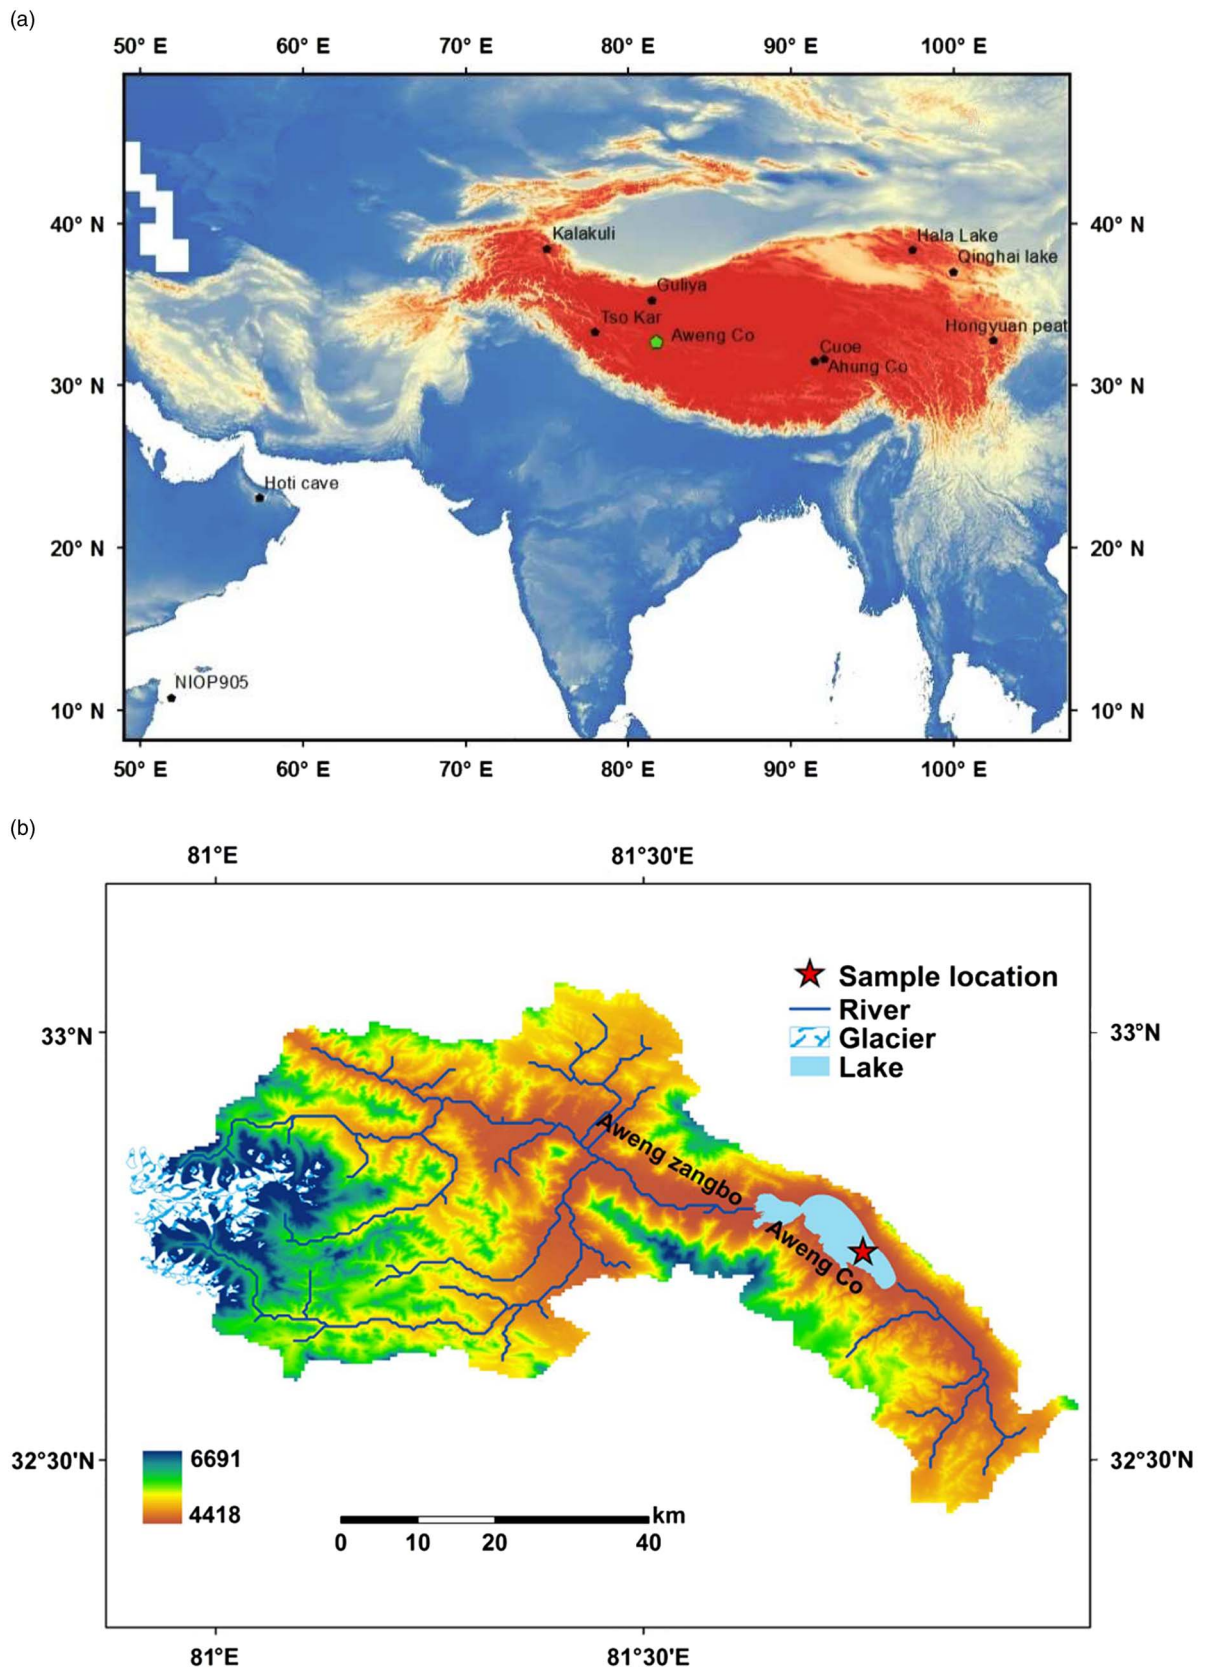 (a)
50° E 60° E 70° E 80° E 90° E 100° E
40° N 40° N
Kalakuli
Hala Lake
Qinghai lake
Guliya
Tso Kar
Hongyuan peat
Aweng Co
Cuoe
Ahung Co
30° N 30° N
Hoti cave
20° N 20° N
NIOP905
10° N 10° N
50° E 60° E 70° E 80° E 90° E 100° E
(b)
81°E 81°30'E
Sample location
River
33°N 33°N
Glacier
Lake
Aweng zangbo
Aweng Co
32°30'N 32°30'N
6691
4418
km
0 10 20 40
81°E 81°30'E